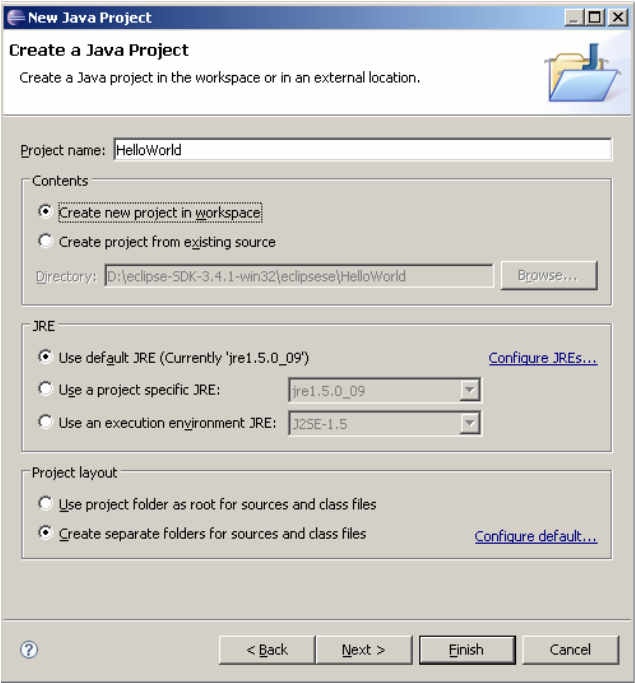 New Java Project
Create a Java Project
Create a Java project in the workspace or in an external location.
Project name: HelloWorld
Contents
Create new project in workspace
Create project from existing source
Directory: D:\eclipse-SDK-3.4.1-win32\eclipsese\HelloWorld Browse...
JRE
Use default JRE (Currently 'jre1.5.0_09') Configure JREs...
Use a project specific JRE: jre1.5.0_09
Use an execution environment JRE: J2SE-1.5
Project layout
Use project folder as root for sources and class files
Create separate folders for sources and class files Configure default...
? < Back Next > Finish Cancel